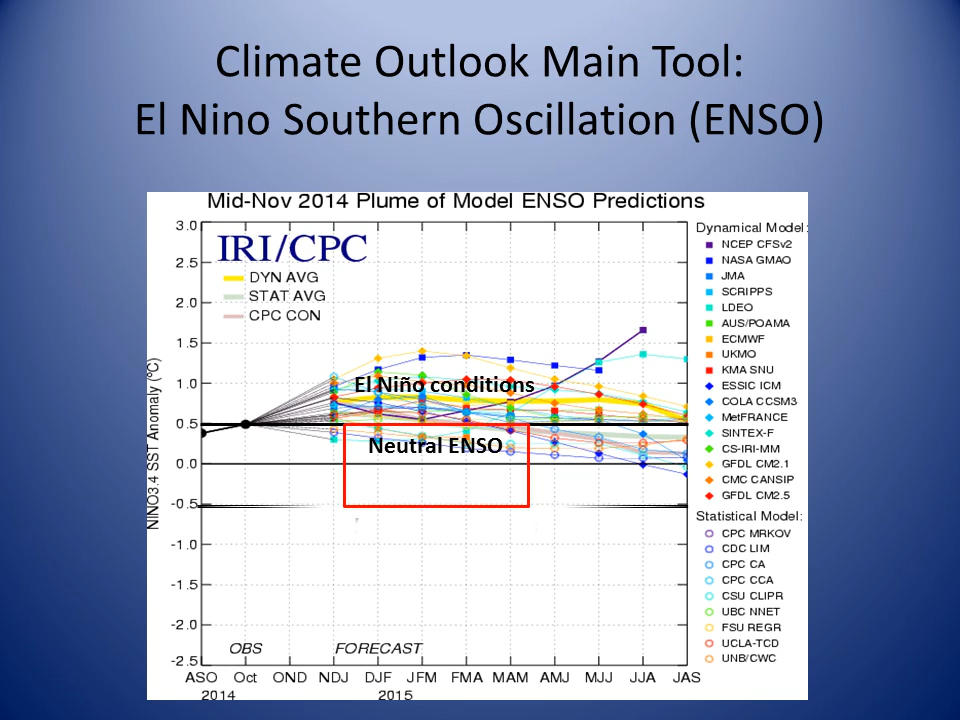 Climate Outlook Main Tool:
El Nino Southern Oscillation (ENSO)
Mid-Nov 2014 Plume of Model ENSO Predictions
IRI/CPC
DYN AVG
STAT AVG
CPC CON
NINO3.4 SST Anomaly (°C)
3.0
2.5
2.0
1.5
1.0
0.5
0.0
-0.5
-1.0
-1.5
-2.0
-2.5
El Niño conditions
Neutral ENSO
OBS FORECAST
ASO Oct OND NDJ DJF JFM FMA MAM AMJ MJJ JJA JAS
2014 2015
Dynamical Model:
NCEP CFSv2
NASA GMAO
JMA
SCRIPPS
LDEO
AUS/POAMA
ECMWF
UKMO
KMA SNU
ESSIC ICM
COLA CCSM3
MetFRANCE
SINTEX-F
CS-IRI-MM
GFDL CM2.1
CMC CANSIP
GFDL CM2.5
Statistical Model:
CPC MRKOV
CDC LIM
CPC CA
CPC CCA
CSU CLIPR
UBC NNET
FSU REGR
UCLA-TCD
UNB/CWC